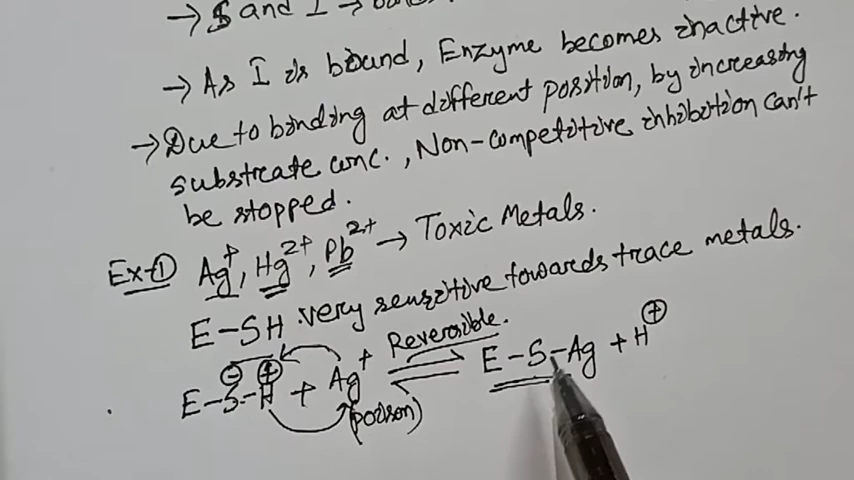 → S and I →
→ As I is bound, Enzyme becomes inactive.
→ Due to binding at different position, by increasing
substrate conc., Non-competitive inhibition can't
be stopped.
Ex-① Ag⁺, Hg²⁺, Pb²⁺ → Toxic Metals.
E-SH very sensitive towards trace metals.
E-S⊖-H⊕ + Ag⁺ (poison) ⇌ Reversible. E-S-Ag + H⊕